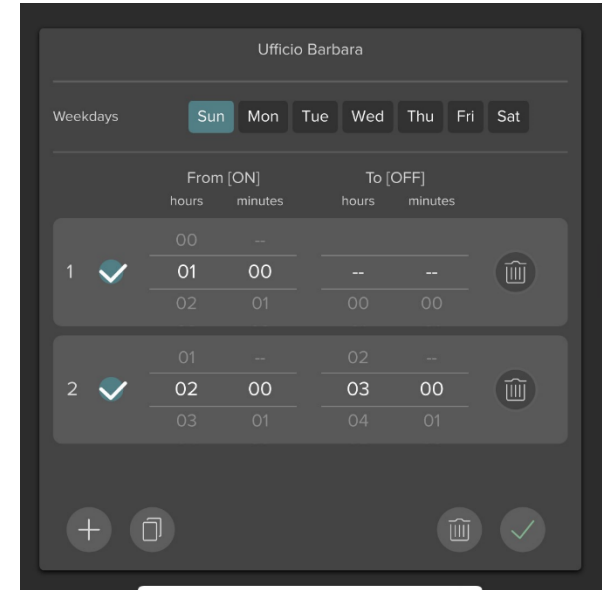 Ufficio Barbara
Weekdays Sun Mon Tue Wed Thu Fri Sat
From [ON] To [OFF]
hours minutes hours minutes
00 --
1 01 00 -- --
02 01 00 00
01 -- 02 --
2 02 00 03 00
03 01 04 01